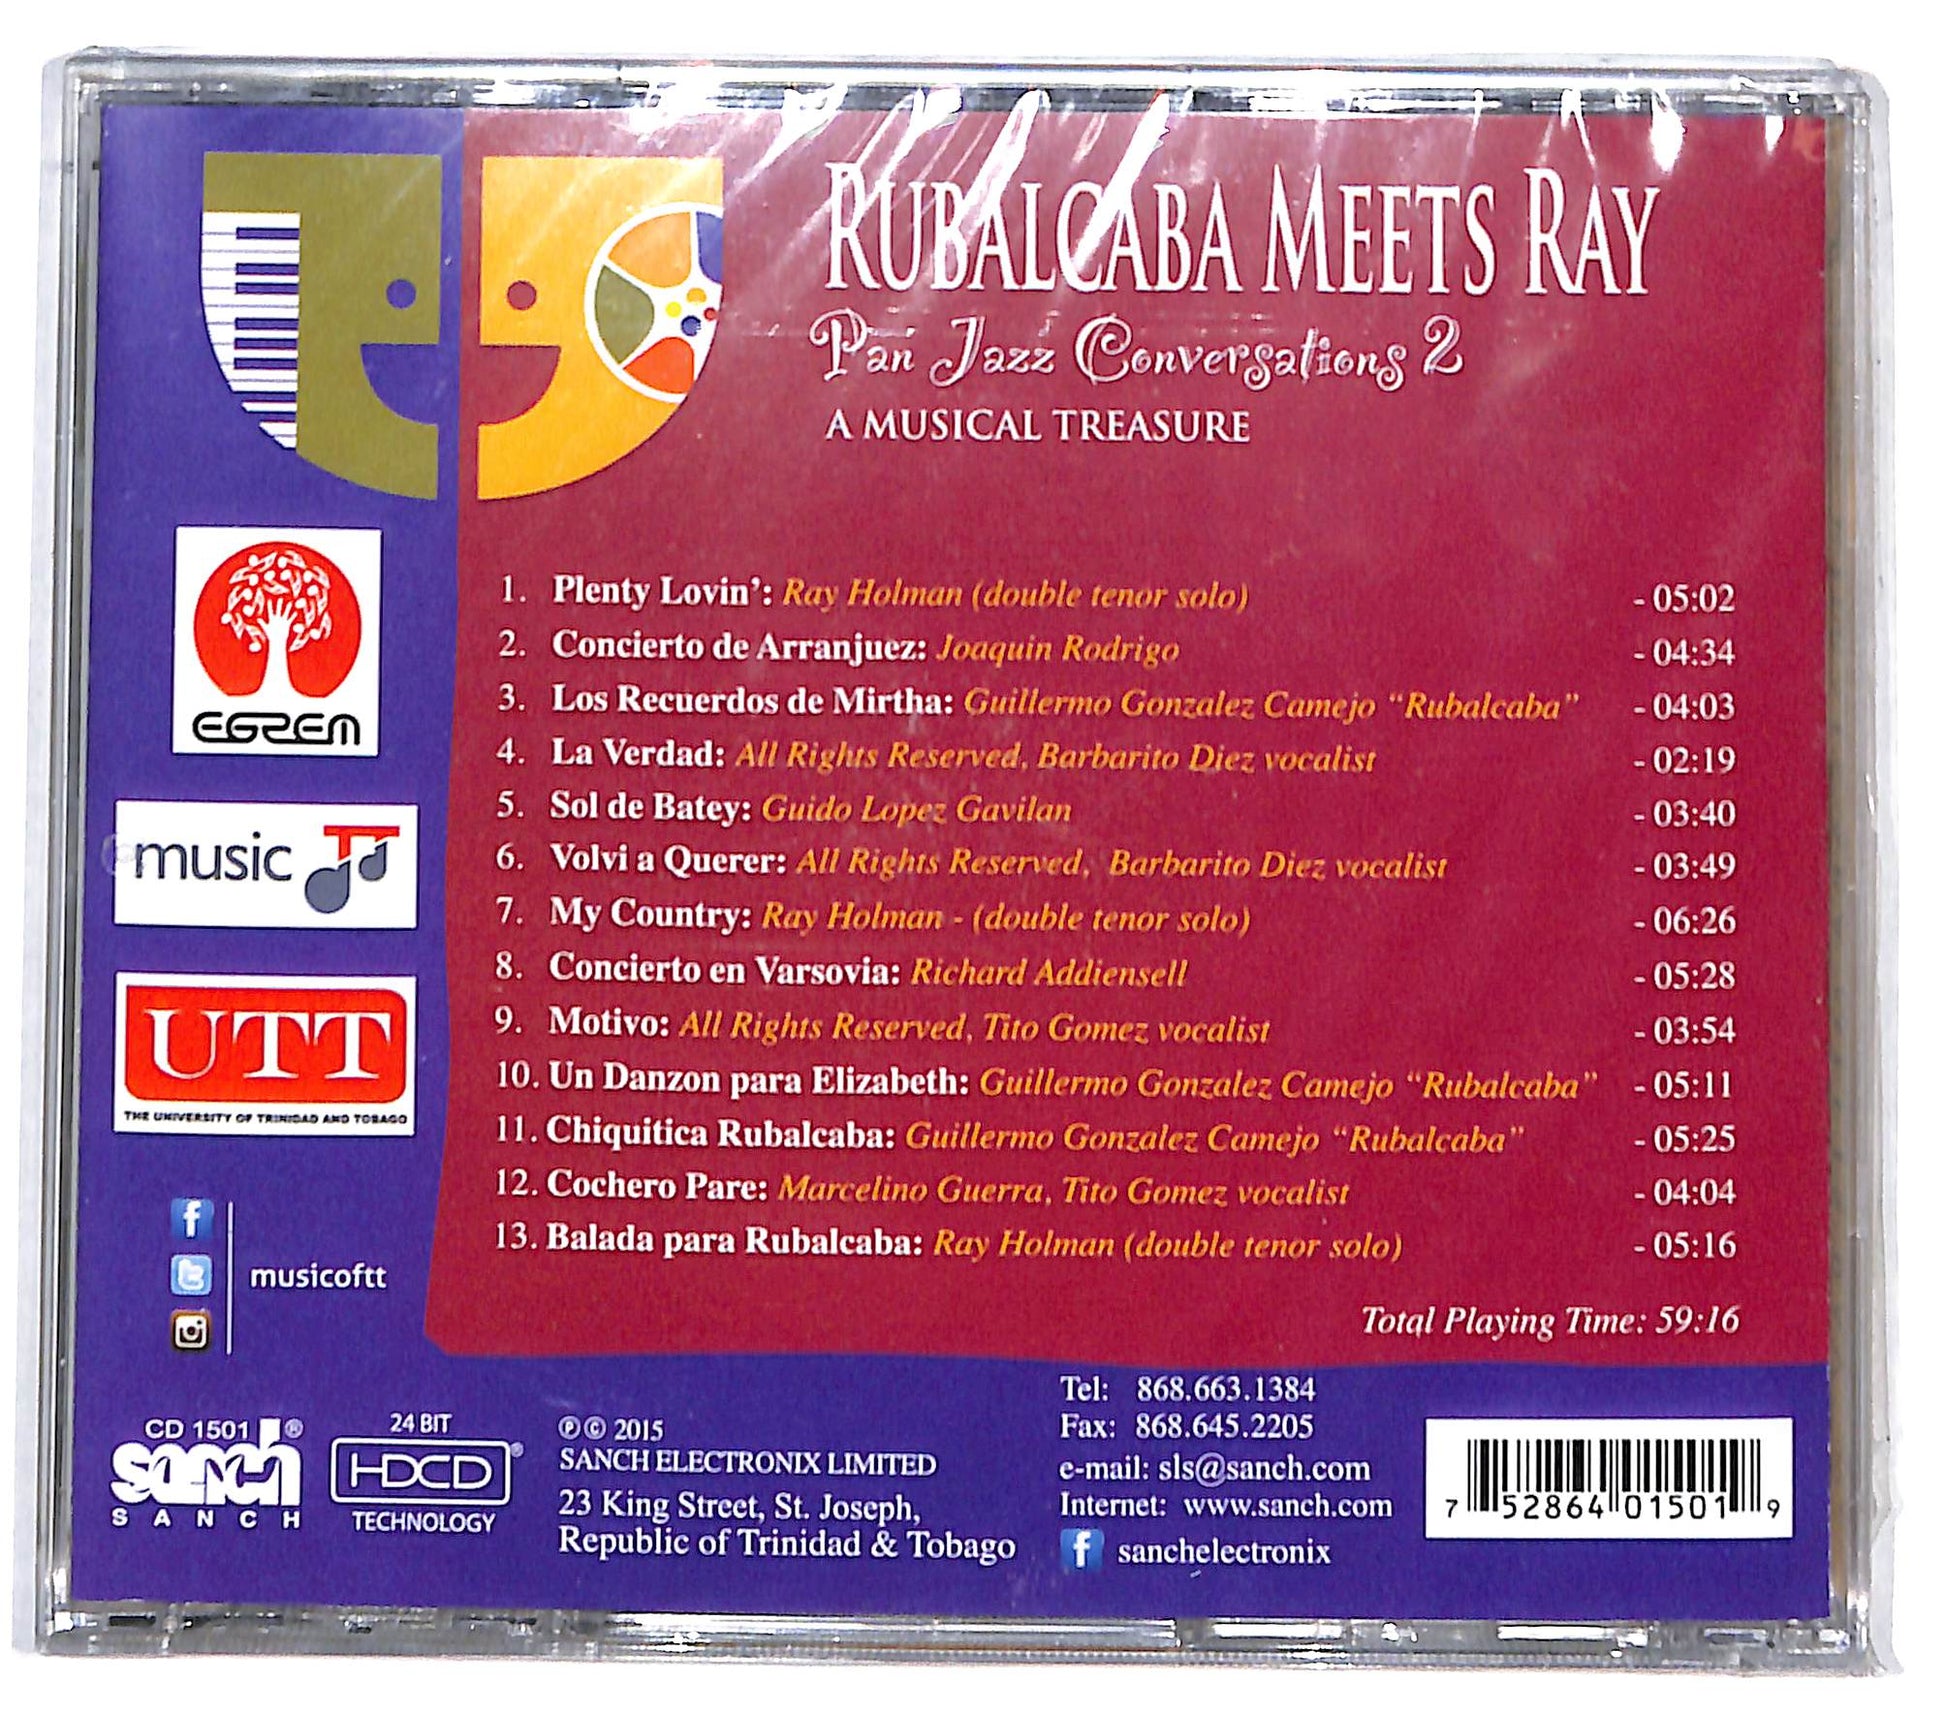 RUBALCABA MEETS RAY
Pan Jazz Conversations 2
A MUSICAL TREASURE
EGREM
music TT
UTT
THE UNIVERSITY OF TRINIDAD AND TOBAGO
musicoftt
1. Plenty Lovin': Ray Holman (double tenor solo) - 05:02
2. Concierto de Arranjuez: Joaquin Rodrigo - 04:34
3. Los Recuerdos de Mirtha: Guillermo Gonzalez Camejo "Rubalcaba" - 04:03
4. La Verdad: All Rights Reserved, Barbarito Diez vocalist - 02:19
5. Sol de Batey: Guido Lopez Gavilan - 03:40
6. Volvi a Querer: All Rights Reserved, Barbarito Diez vocalist - 03:49
7. My Country: Ray Holman - (double tenor solo) - 06:26
8. Concierto en Varsovia: Richard Addiensell - 05:28
9. Motivo: All Rights Reserved, Tito Gomez vocalist - 03:54
10. Un Danzon para Elizabeth: Guillermo Gonzalez Camejo "Rubalcaba" - 05:11
11. Chiquitica Rubalcaba: Guillermo Gonzalez Camejo "Rubalcaba" - 05:25
12. Cochero Pare: Marcelino Guerra, Tito Gomez vocalist - 04:04
13. Balada para Rubalcaba: Ray Holman (double tenor solo) - 05:16
Total Playing Time: 59:16
CD 1501
sanch®
SANCH
24 BIT
HDCD®
TECHNOLOGY
℗© 2015
SANCH ELECTRONIX LIMITED
23 King Street, St. Joseph,
Republic of Trinidad & Tobago
Tel: 868.663.1384
Fax: 868.645.2205
e-mail: sls@sanch.com
Internet: www.sanch.com
f sanchelectronix
7 52864 01501 9